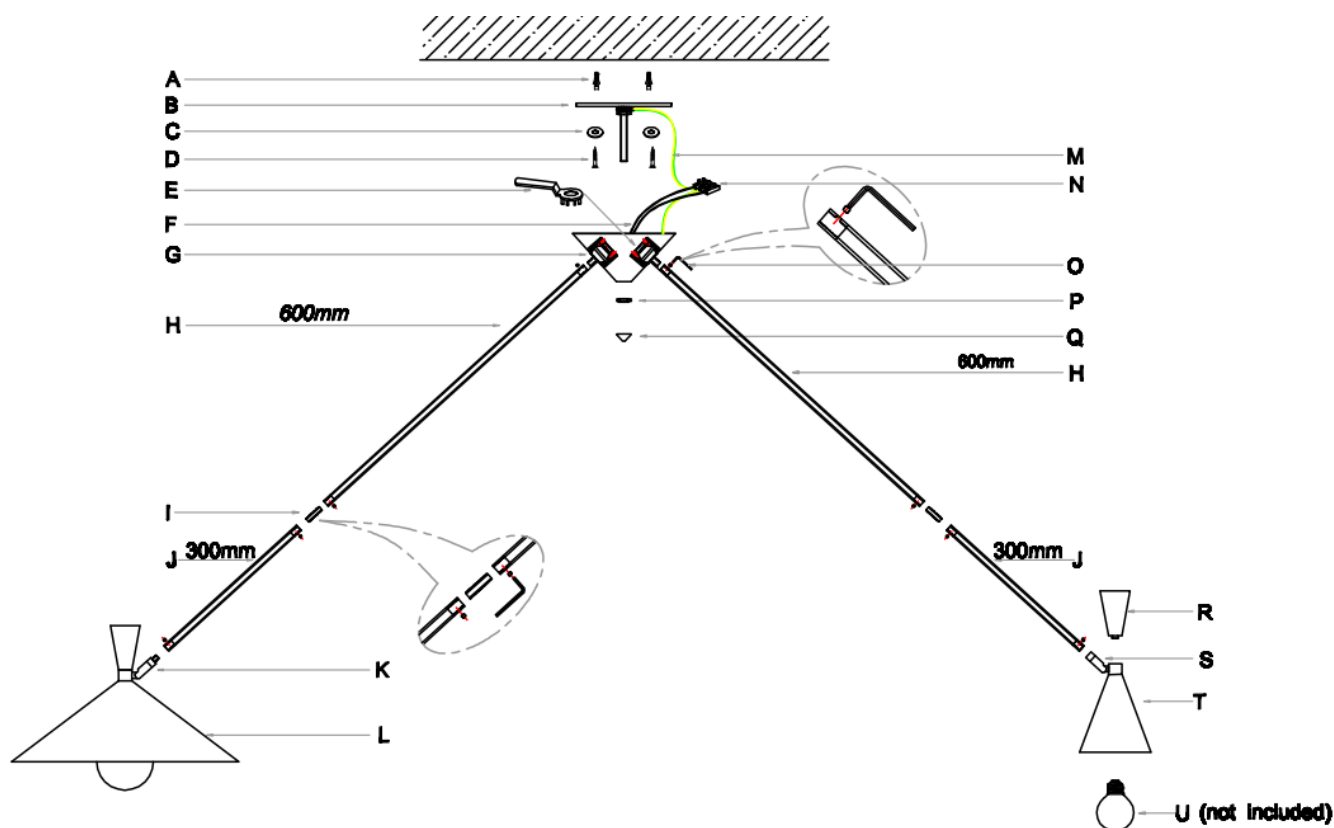 A
B
C
D
E
F
G
H 600mm
I
J 300mm
K
L
M
N
O
P
Q
600mm H
300mm J
R
S
T
U (not included)